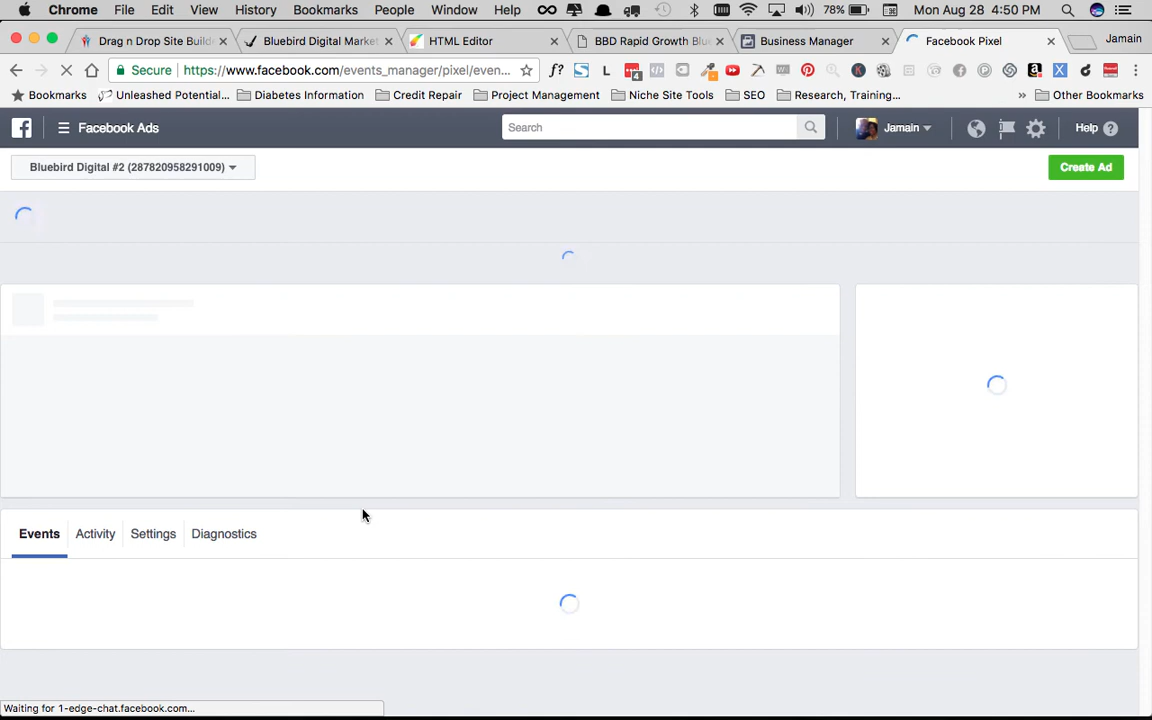 Chrome File Edit View History Bookmarks People Window Help 4 78% Mon Aug 28 4:50 PM
Drag n Drop Site Builde Bluebird Digital Market HTML Editor BBD Rapid Growth Blu Business Manager Facebook Pixel Jamain
Secure https://www.facebook.com/events_manager/pixel/even... f? S L 4
Bookmarks Unleashed Potential... Diabetes Information Credit Repair Project Management Niche Site Tools SEO Research, Training... » Other Bookmarks
Facebook Ads Search Jamain Help ?
Bluebird Digital #2 (287820958291009) Create Ad
Events Activity Settings Diagnostics
Waiting for 1-edge-chat.facebook.com...